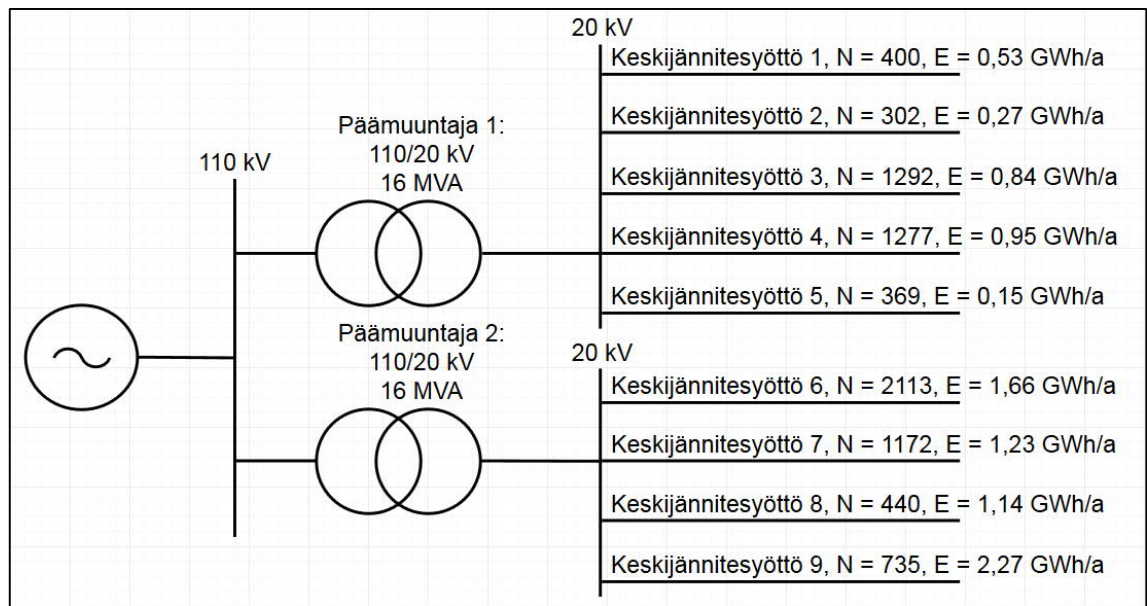 110 kV
Päämuuntaja 1:
110/20 kV
16 MVA
20 kV
Keskijännitesyöttö 1, N = 400, E = 0,53 GWh/a
Keskijännitesyöttö 2, N = 302, E = 0,27 GWh/a
Keskijännitesyöttö 3, N = 1292, E = 0,84 GWh/a
Keskijännitesyöttö 4, N = 1277, E = 0,95 GWh/a
Keskijännitesyöttö 5, N = 369, E = 0,15 GWh/a
Päämuuntaja 2:
110/20 kV
16 MVA
20 kV
Keskijännitesyöttö 6, N = 2113, E = 1,66 GWh/a
Keskijännitesyöttö 7, N = 1172, E = 1,23 GWh/a
Keskijännitesyöttö 8, N = 440, E = 1,14 GWh/a
Keskijännitesyöttö 9, N = 735, E = 2,27 GWh/a